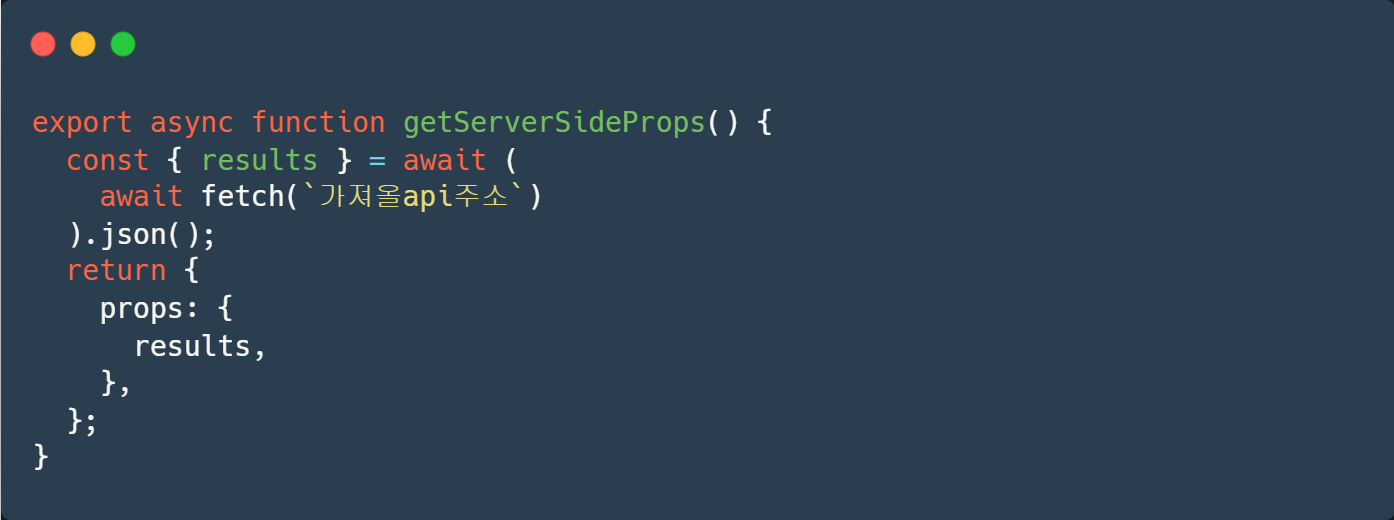 export async function getServerSideProps() {
  const { results } = await (
    await fetch(`가져올api주소`)
  ).json();
  return {
    props: {
      results,
    },
  };
}